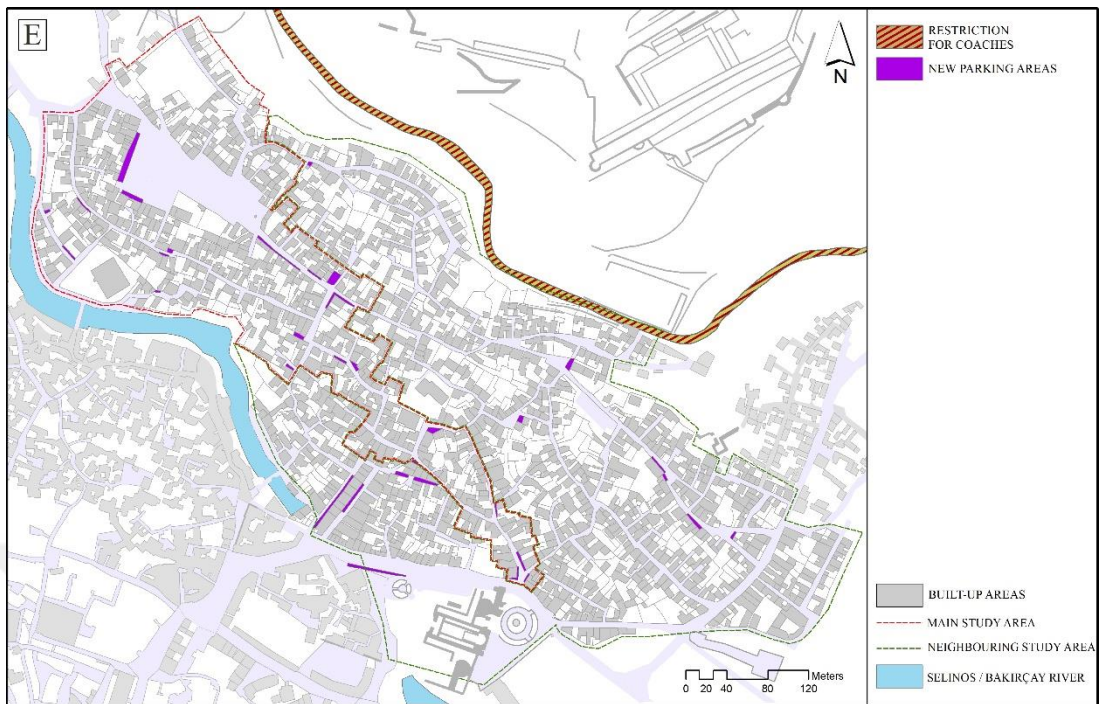 E
N
RESTRICTION
FOR COACHES
NEW PARKING AREAS
BUILT-UP AREAS
MAIN STUDY AREA
NEIGHBOURING STUDY AREA
SELINOS / BAKIRÇAY RIVER
Meters
0 20 40 80 120